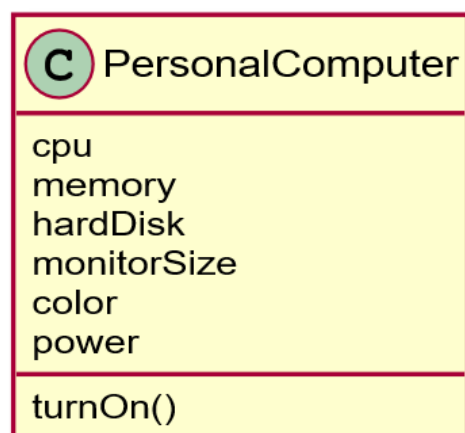 C PersonalComputer
cpu
memory
hardDisk
monitorSize
color
power
turnOn()